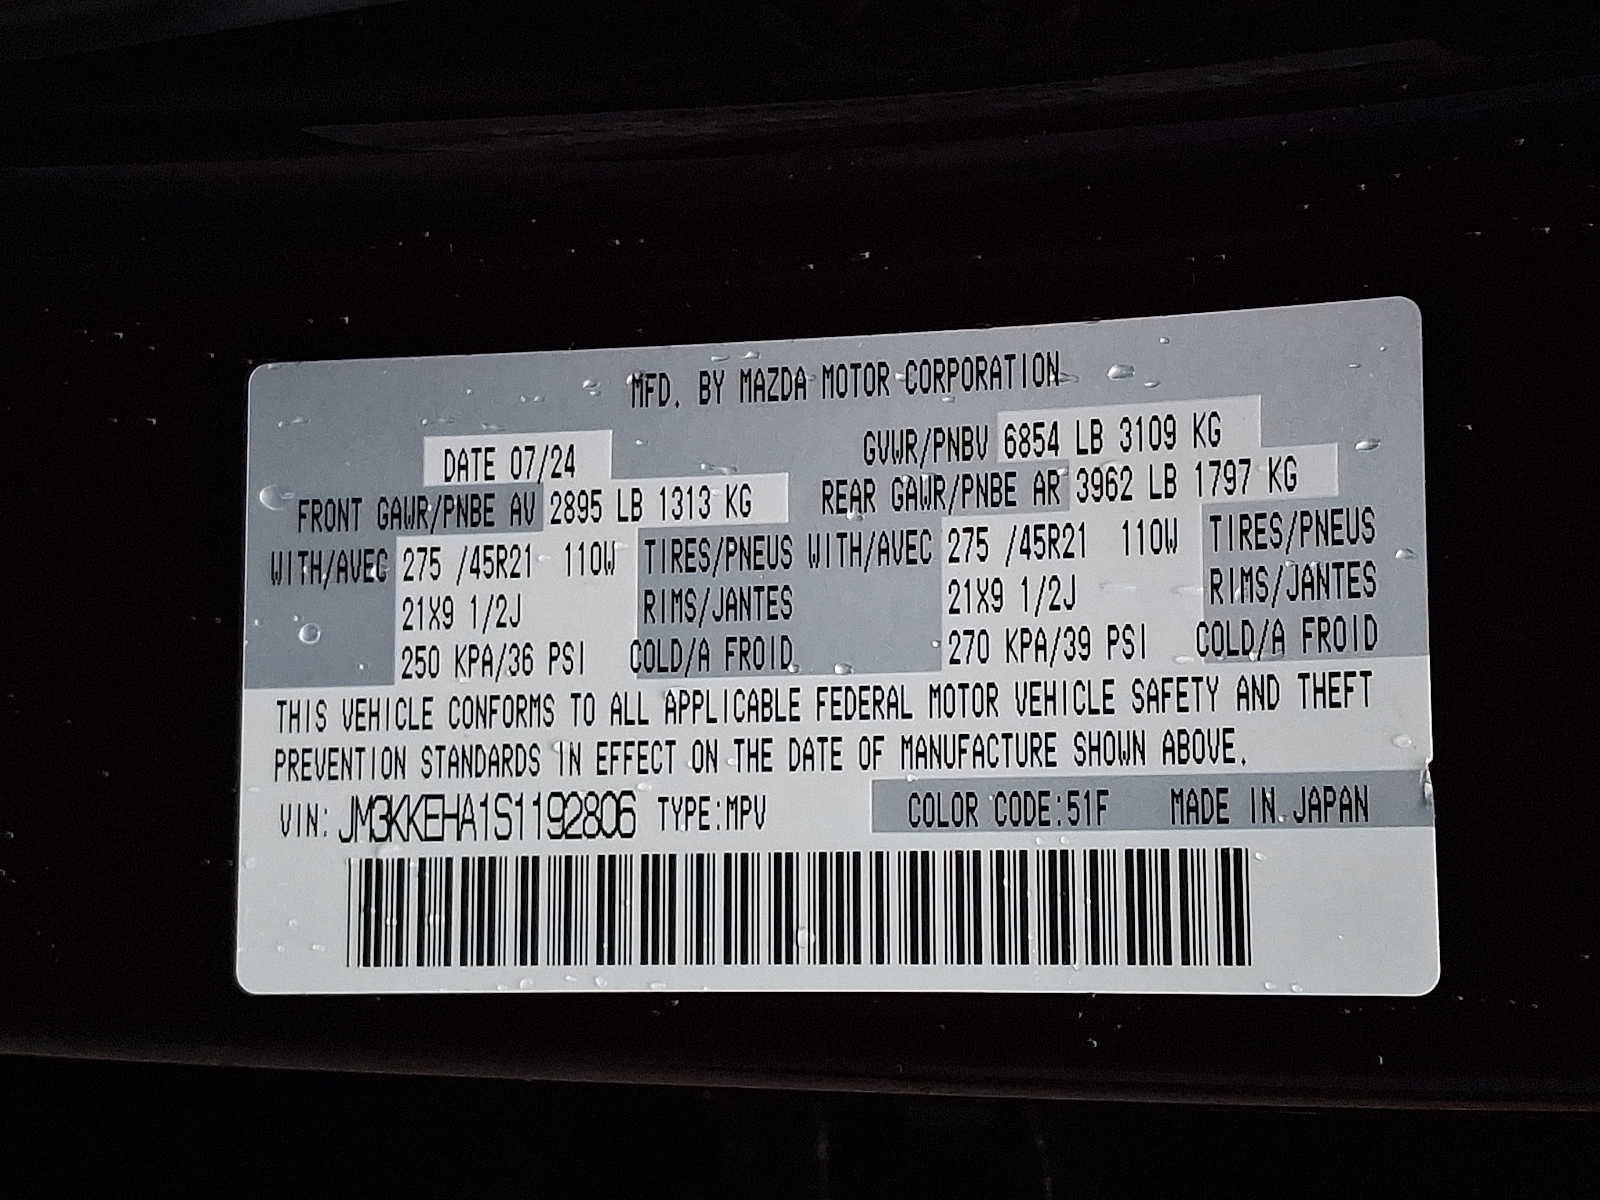 MFD. BY MAZDA MOTOR CORPORATION
DATE 07/24 GVWR/PNBV 6854 LB 3109 KG
FRONT GAWR/PNBE AV 2895 LB 1313 KG REAR GAWR/PNBE AR 3962 LB 1797 KG
WITH/AVEC 275 /45R21 110W TIRES/PNEUS WITH/AVEC 275 /45R21 110W TIRES/PNEUS
21X9 1/2J RIMS/JANTES 21X9 1/2J RIMS/JANTES
250 KPA/36 PSI COLD/A FROID 270 KPA/39 PSI COLD/A FROID
THIS VEHICLE CONFORMS TO ALL APPLICABLE FEDERAL MOTOR VEHICLE SAFETY AND THEFT
PREVENTION STANDARDS IN EFFECT ON THE DATE OF MANUFACTURE SHOWN ABOVE.
VIN: JM3KKEHA1S1192806 TYPE:MPV COLOR CODE:51F MADE IN JAPAN